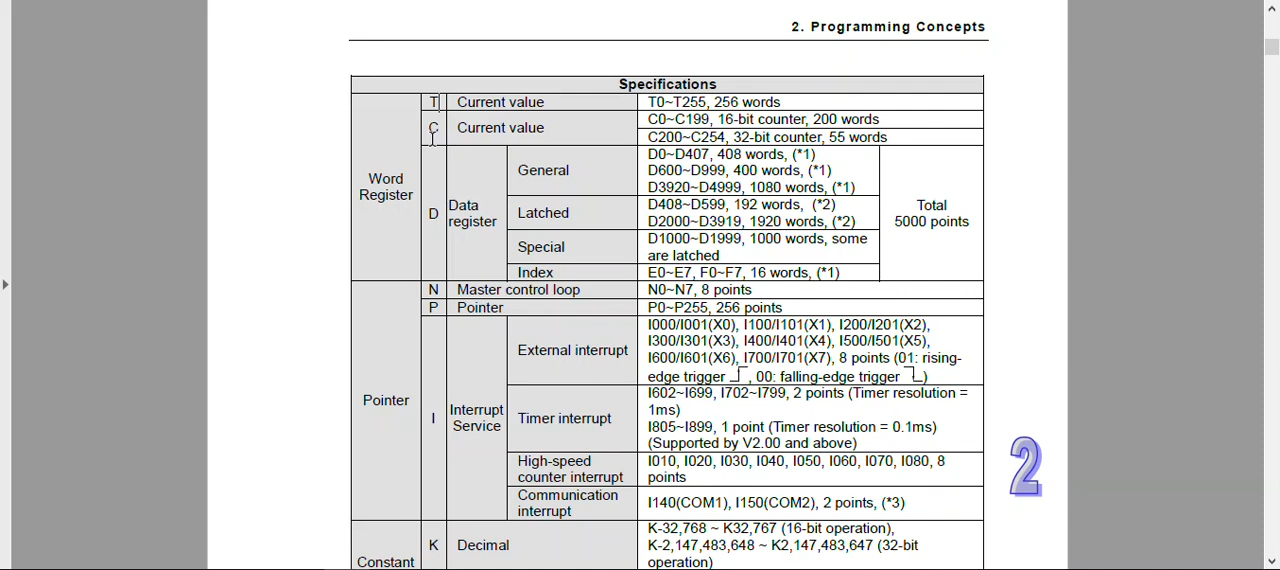 2. Programming Concepts
Specifications
Word
Register
T
Current value
T0~T255, 256 words
C
Current value
C0~C199, 16-bit counter, 200 words
C200~C254, 32-bit counter, 55 words
D
Data
register
General
D0~D407, 408 words, (*1)
D600~D999, 400 words, (*1)
D3920~D4999, 1080 words, (*1)
Latched
D408~D599, 192 words, (*2)
D2000~D3919, 1920 words, (*2)
Special
D1000~D1999, 1000 words, some
are latched
Index
E0~E7, F0~F7, 16 words, (*1)
Total
5000 points
Pointer
N
Master control loop
N0~N7, 8 points
P
Pointer
P0~P255, 256 points
I
Interrupt
Service
External interrupt
I000/I001(X0), I100/I101(X1), I200/I201(X2),
I300/I301(X3), I400/I401(X4), I500/I501(X5),
I600/I601(X6), I700/I701(X7), 8 points (01: rising-
edge trigger , 00: falling-edge trigger )
Timer interrupt
I602~I699, I702~I799, 2 points (Timer resolution =
1ms)
I805~I899, 1 point (Timer resolution = 0.1ms)
(Supported by V2.00 and above)
High-speed
counter interrupt
I010, I020, I030, I040, I050, I060, I070, I080, 8
points
Communication
interrupt
I140(COM1), I150(COM2), 2 points, (*3)
2
Constant
K
Decimal
K-32,768 ~ K32,767 (16-bit operation),
K-2,147,483,648 ~ K2,147,483,647 (32-bit
operation)